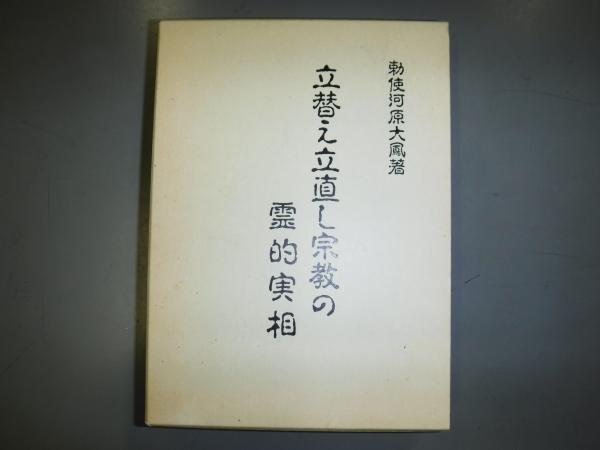 勅使河原大鳳著
立替え立直し宗教の
霊的実相